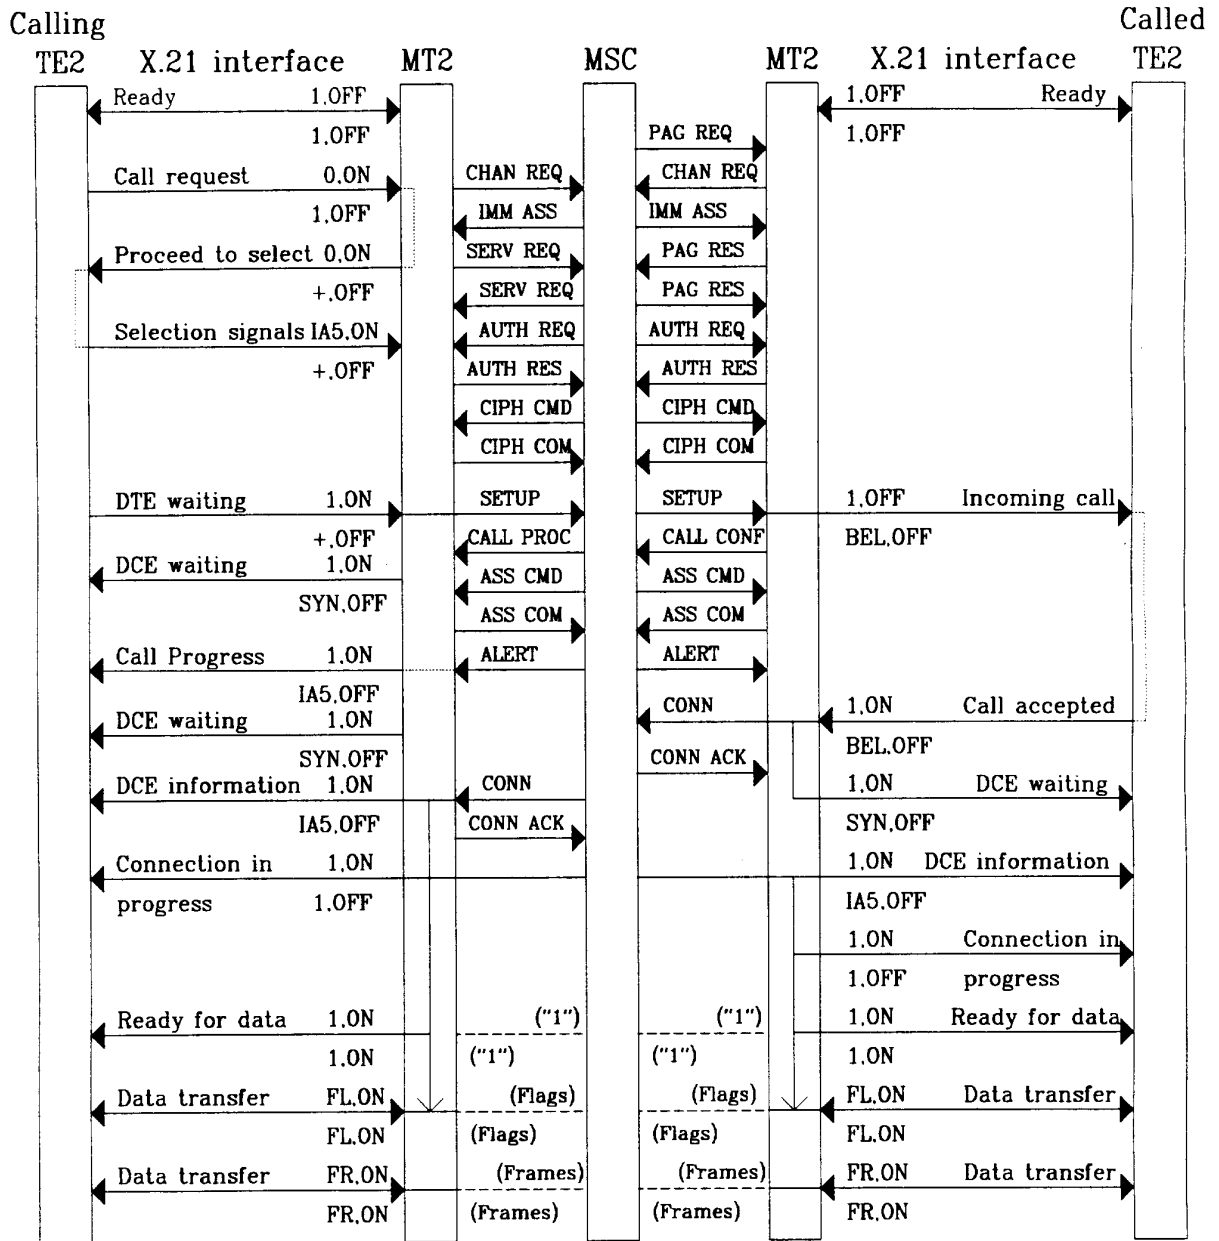 Calling Called
TE2 X.21 interface MT2 MSC MT2 X.21 interface TE2
Ready 1.OFF 1.OFF Ready
1.OFF PAG REQ 1.OFF
Call request 0.ON CHAN REQ CHAN REQ
1.OFF IMM ASS IMM ASS
Proceed to select 0.ON SERV REQ PAG RES
+.OFF SERV REQ PAG RES
Selection signals IA5.ON AUTH REQ AUTH REQ
+.OFF AUTH RES AUTH RES
CIPH CMD CIPH CMD
CIPH COM CIPH COM
DTE waiting 1.ON SETUP SETUP 1.OFF Incoming call
+.OFF CALL PROC CALL CONF BEL.OFF
DCE waiting 1.ON ASS CMD ASS CMD
SYN.OFF ASS COM ASS COM
Call Progress 1.ON ALERT ALERT
IA5.OFF CONN 1.ON Call accepted
DCE waiting 1.ON
SYN.OFF CONN ACK BEL.OFF
DCE information 1.ON CONN 1.ON DCE waiting
IA5.OFF CONN ACK SYN.OFF
Connection in 1.ON 1.ON DCE information
progress 1.OFF IA5.OFF
1.ON Connection in
1.OFF progress
Ready for data 1.ON ("1") ("1") 1.ON Ready for data
1.ON ("1") ("1") 1.ON
Data transfer FL.ON (Flags) (Flags) FL.ON Data transfer
FL.ON (Flags) (Flags) FL.ON
Data transfer FR.ON (Frames) (Frames) FR.ON Data transfer
FR.ON (Frames) (Frames) FR.ON